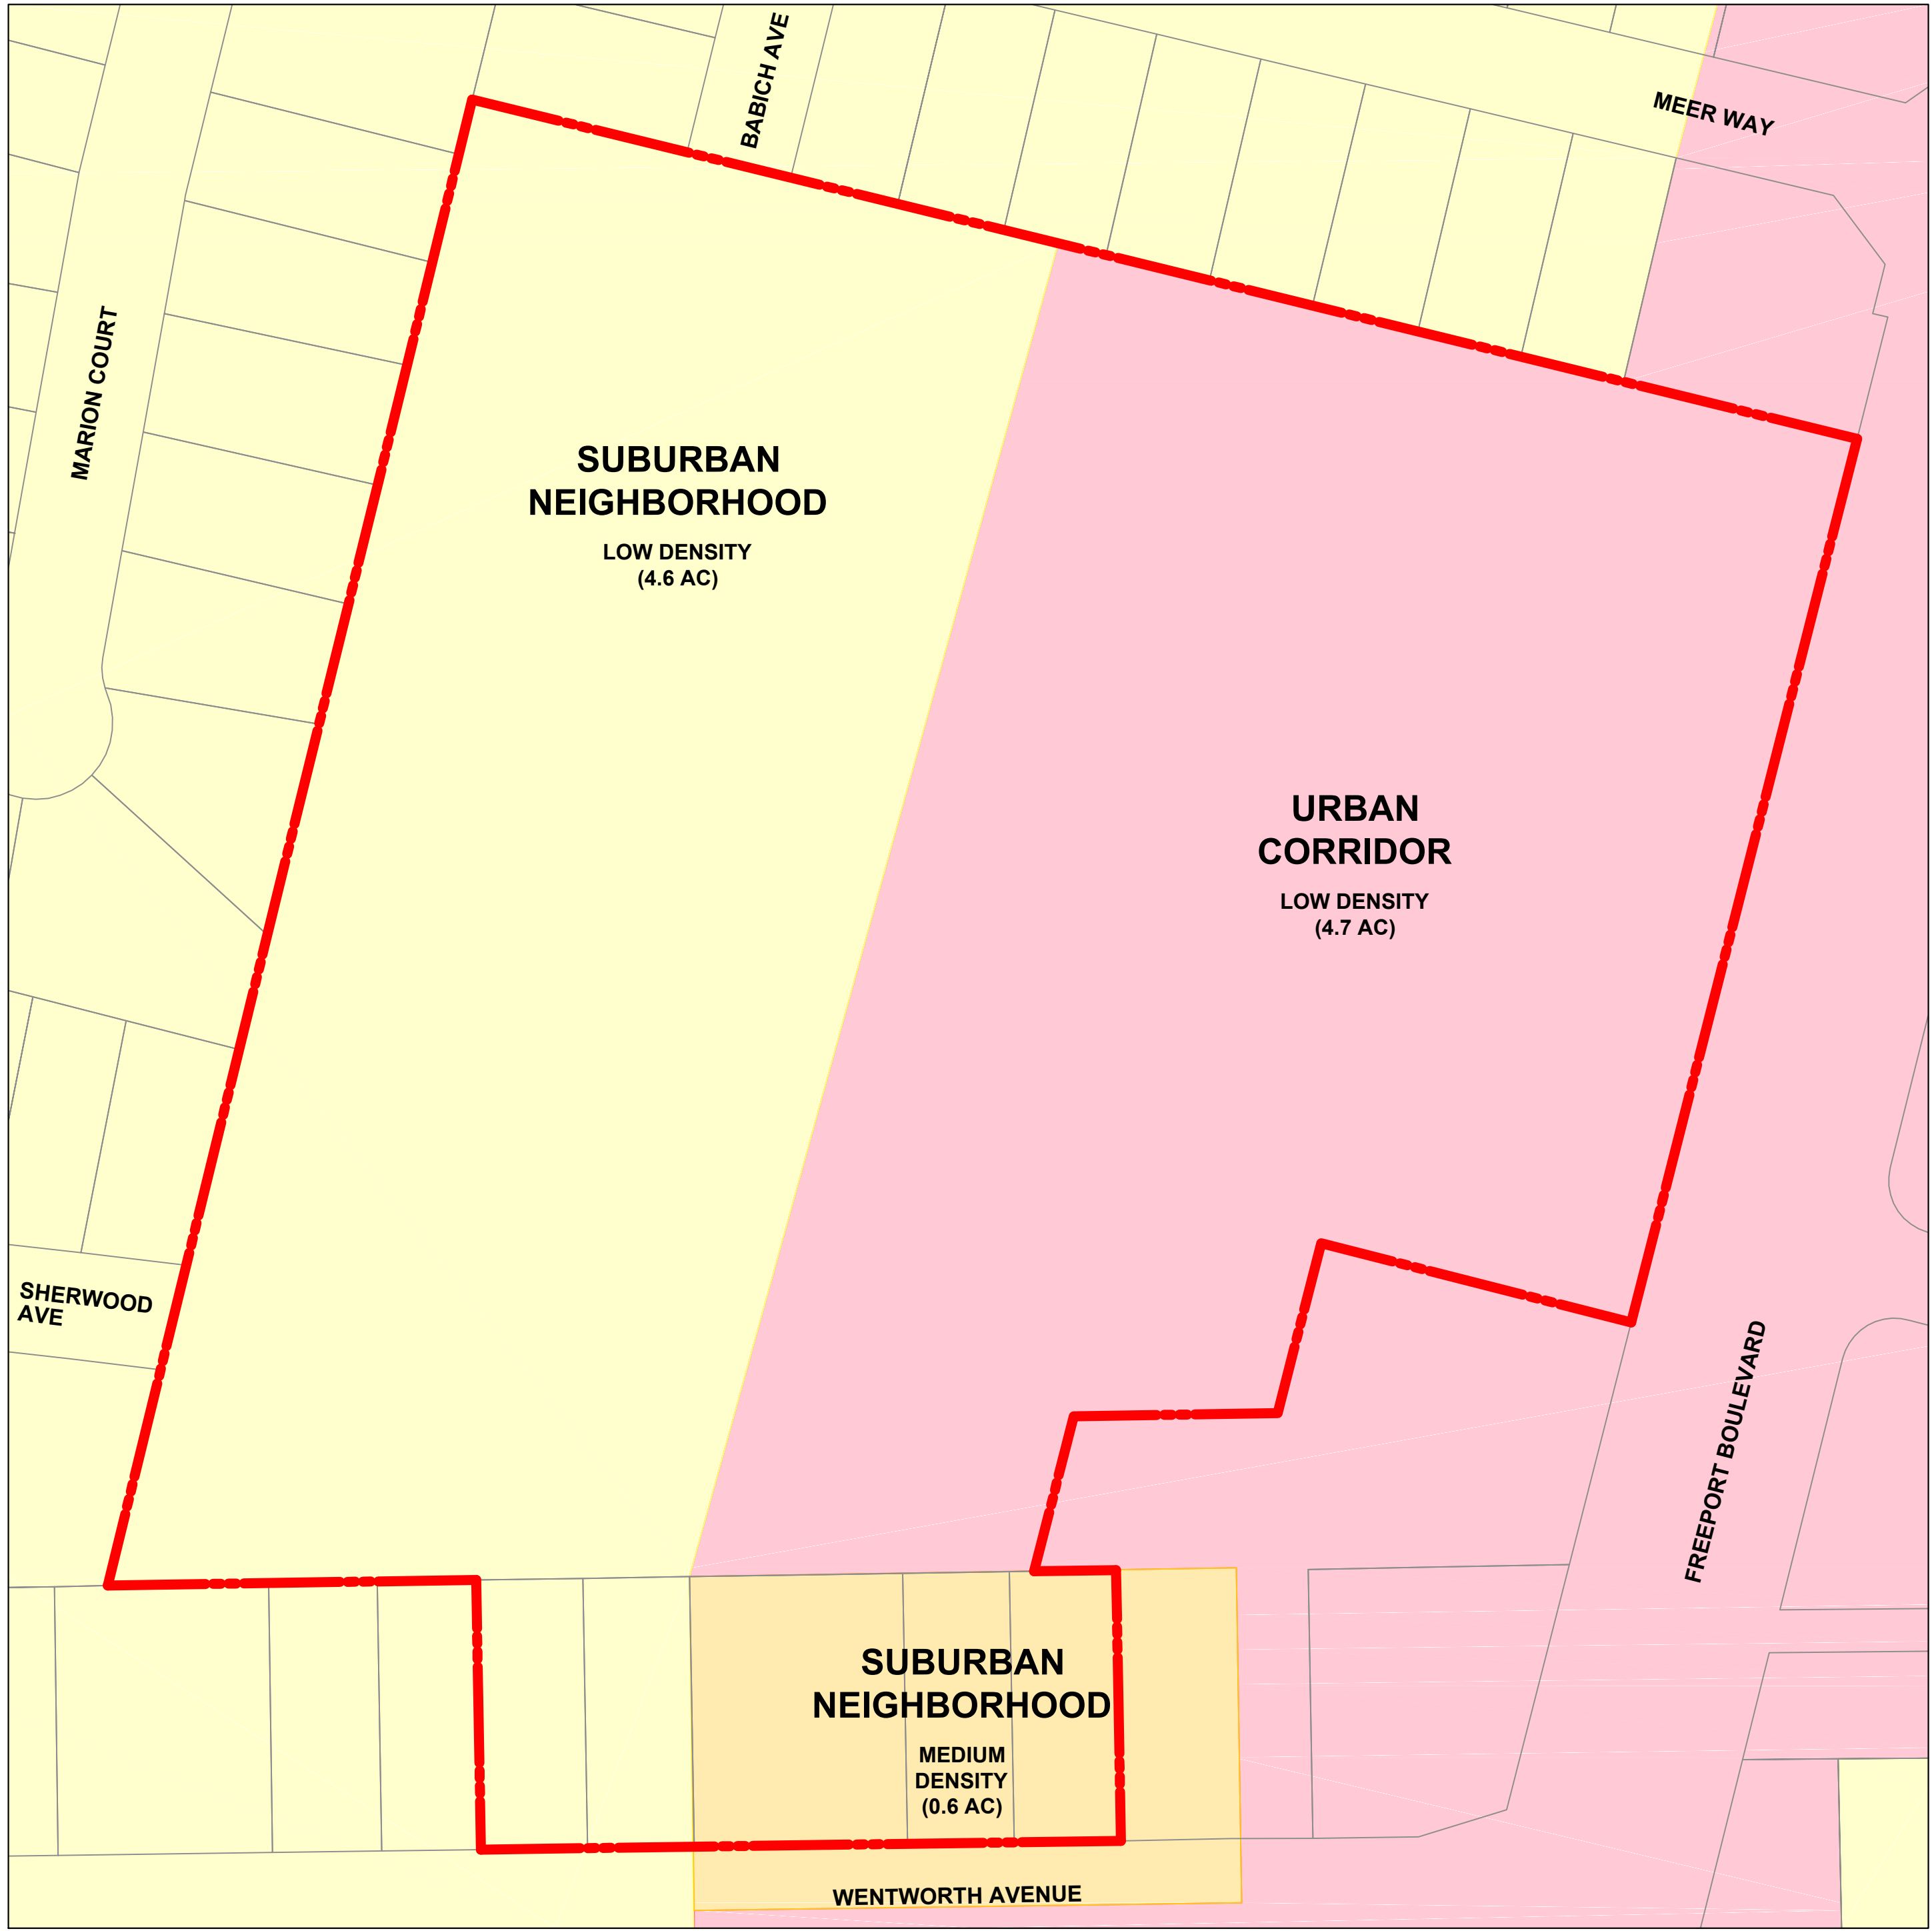 BABICH AVE
MEER WAY
MARION COURT
SUBURBAN
NEIGHBORHOOD
LOW DENSITY
(4.6 AC)
URBAN
CORRIDOR
LOW DENSITY
(4.7 AC)
SHERWOOD
AVE
FREEPORT BOULEVARD
SUBURBAN
NEIGHBORHOOD
MEDIUM
DENSITY
(0.6 AC)
WENTWORTH AVENUE